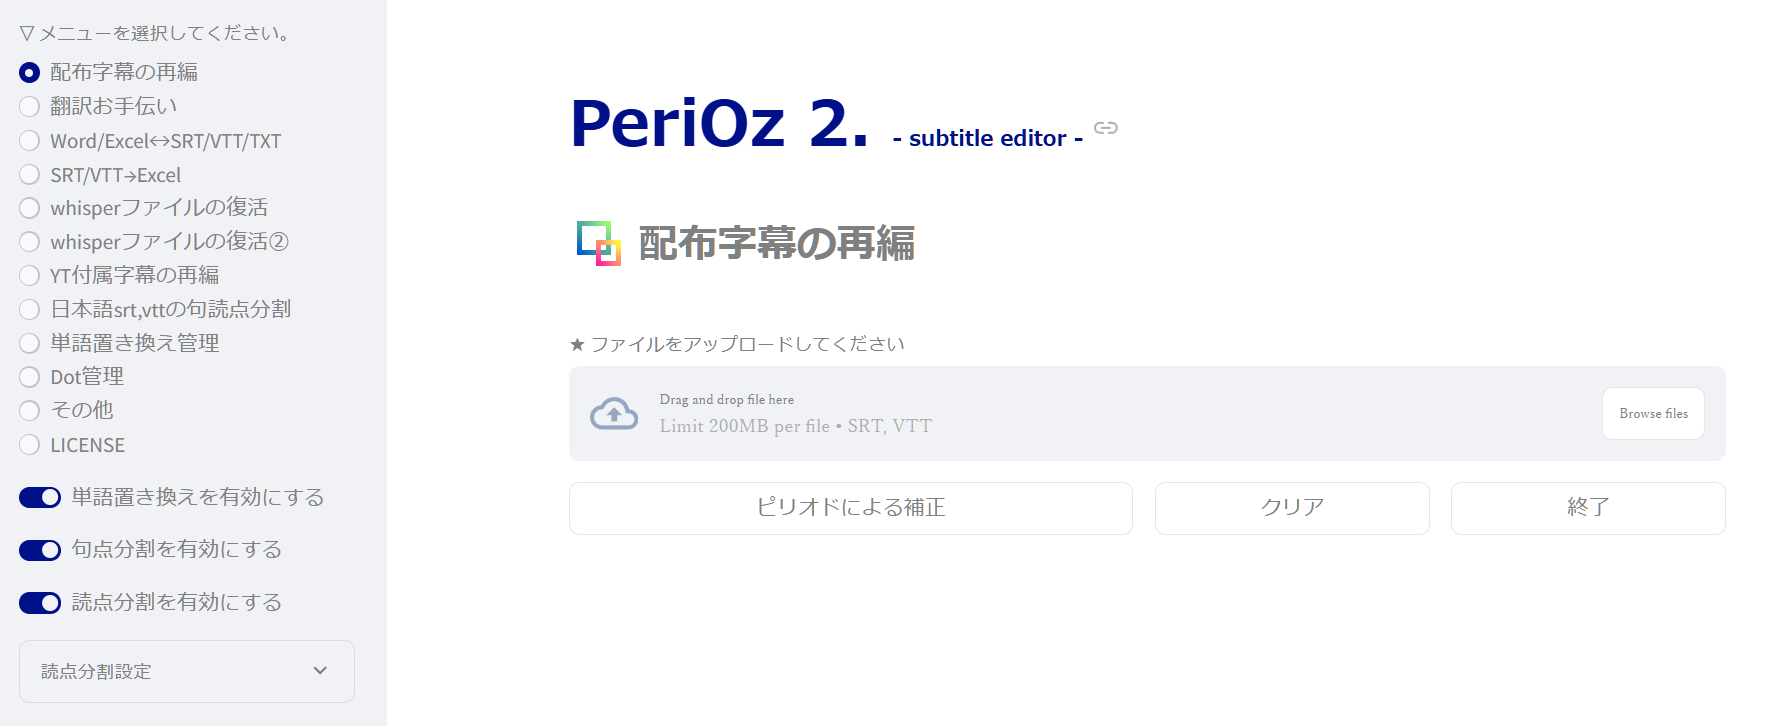 ▽メニューを選択してください。
配布字幕の再編
翻訳お手伝い
Word/Excel↔SRT/VTT/TXT
SRT/VTT→Excel
whisperファイルの復活
whisperファイルの復活②
YT付属字幕の再編
日本語srt,vttの句読点分割
単語置き換え管理
Dot管理
その他
LICENSE
単語置き換えを有効にする
句点分割を有効にする
読点分割を有効にする
読点分割設定
PeriOz 2. - subtitle editor -
配布字幕の再編
★ ファイルをアップロードしてください
Drag and drop file here
Limit 200MB per file • SRT, VTT
Browse files
ピリオドによる補正
クリア
終了